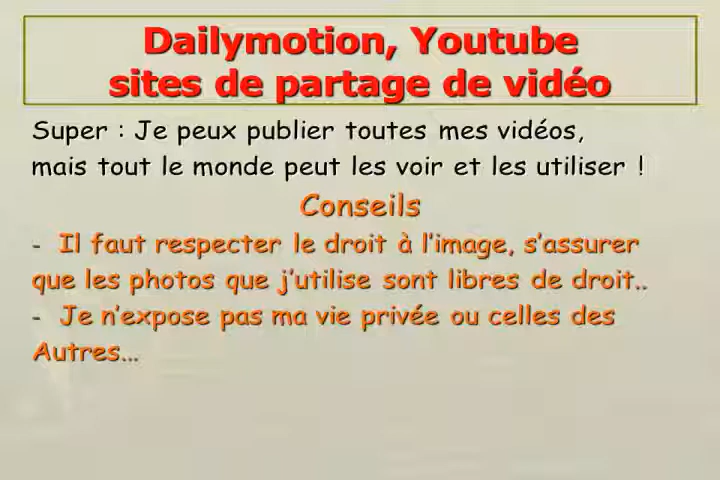 Dailymotion, Youtube
sites de partage de vidéo
Super : Je peux publier toutes mes vidéos,
mais tout le monde peut les voir et les utiliser !
Conseils
- Il faut respecter le droit à l'image, s'assurer
que les photos que j'utilise sont libres de droit..
- Je n'expose pas ma vie privée ou celles des
Autres...